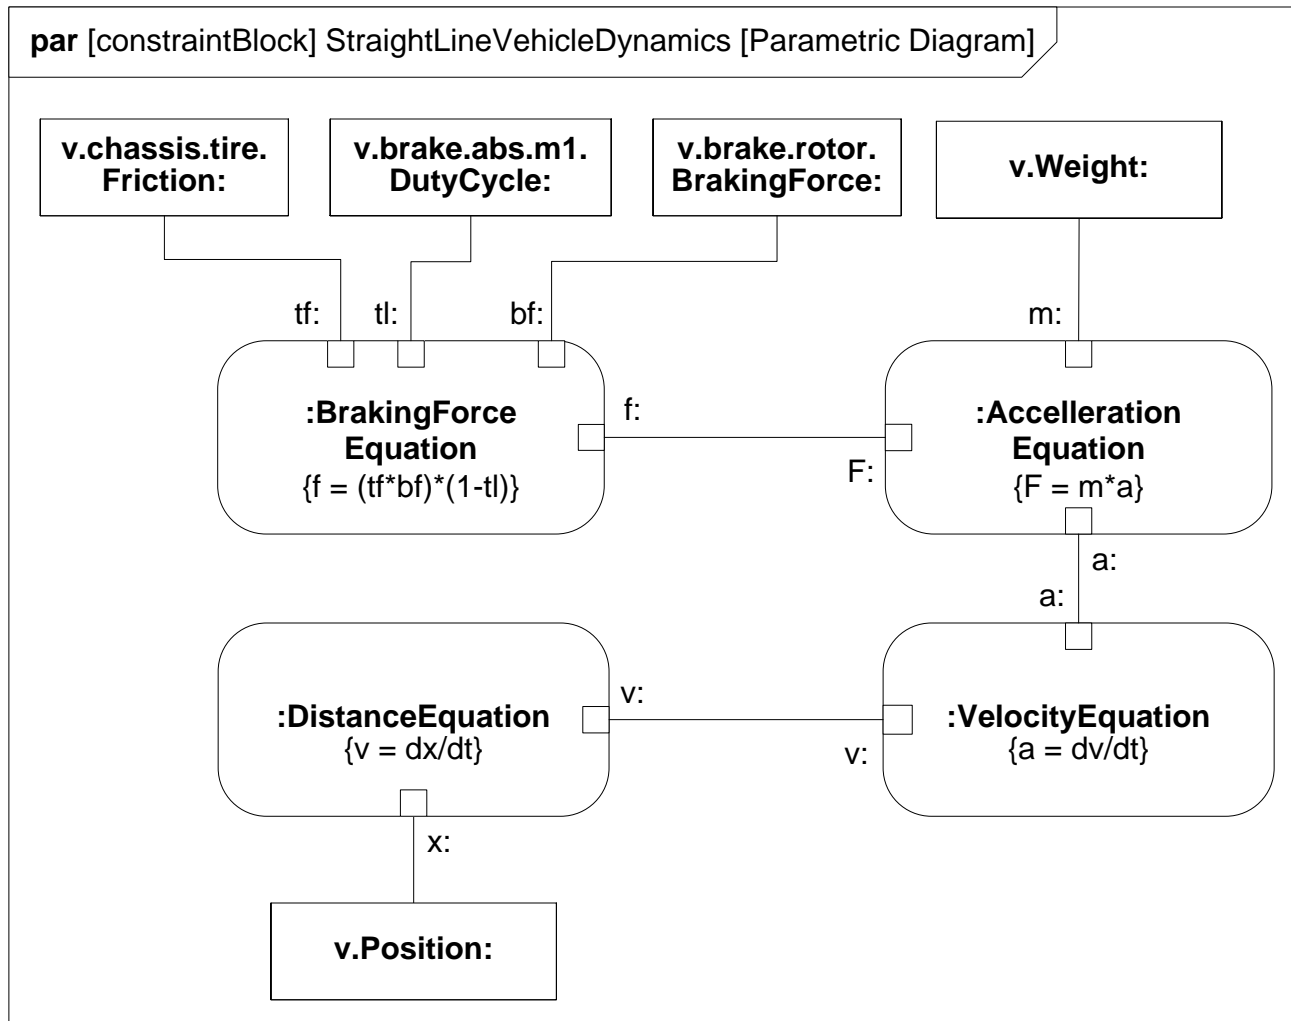 par [constraintBlock] StraightLineVehicleDynamics [Parametric Diagram]
v.chassis.tire.
Friction:
v.brake.abs.m1.
DutyCycle:
v.brake.rotor.
BrakingForce:
v.Weight:
tf:
tl:
bf:
m:
:BrakingForce
Equation
{f = (tf*bf)*(1-tl)}
f:
F:
:Accelleration
Equation
{F = m*a}
a:
a:
:DistanceEquation
{v = dx/dt}
v:
v:
:VelocityEquation
{a = dv/dt}
x:
v.Position: